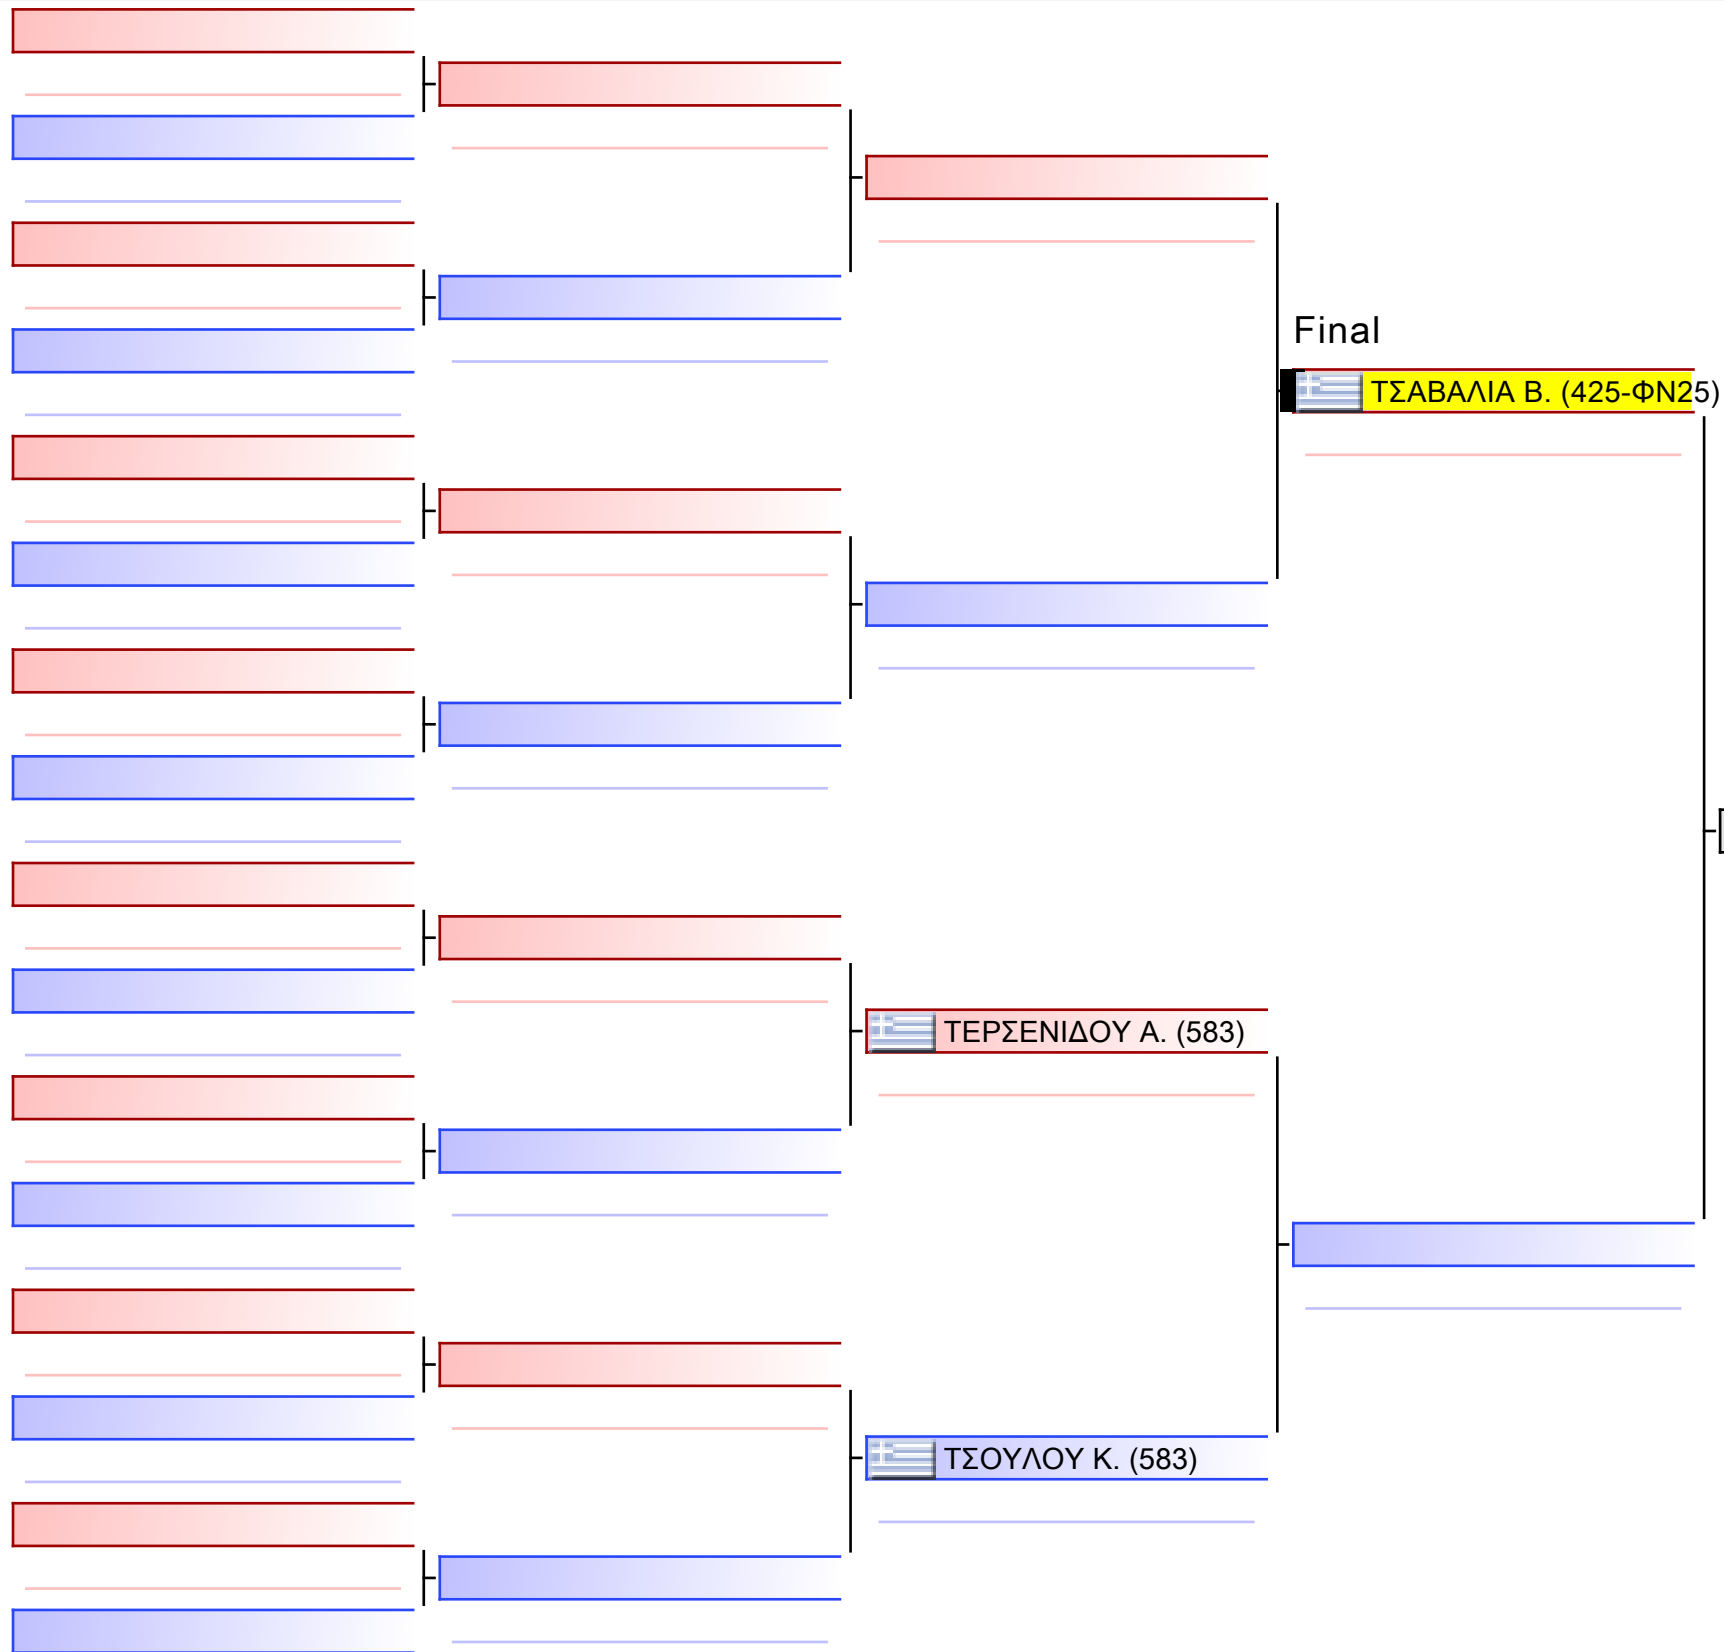 Final
ΤΣΑΒΑΛΙΑ Β. (425-ΦΝ25)
ΤΕΡΣΕΝΙΔΟΥ Α. (583)
ΤΣΟΥΛΟΥ Κ. (583)